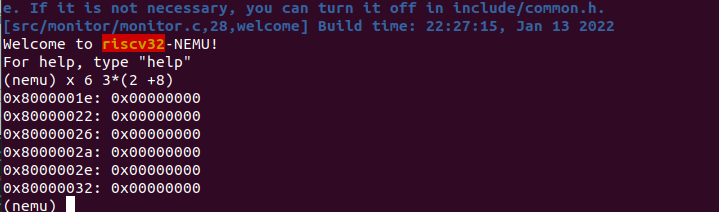 e. If it is not necessary, you can turn it off in include/common.h.
[src/monitor/monitor.c,28,welcome] Build time: 22:27:15, Jan 13 2022
Welcome to riscv32-NEMU!
For help, type "help"
(nemu) x 6 3*(2 +8)
0x8000001e: 0x00000000
0x80000022: 0x00000000
0x80000026: 0x00000000
0x8000002a: 0x00000000
0x8000002e: 0x00000000
0x80000032: 0x00000000
(nemu)